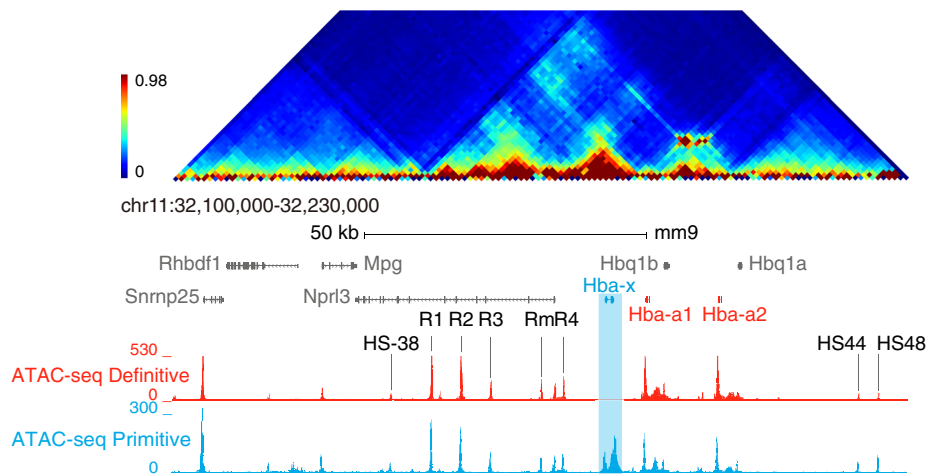 0.98
0
chr11:32,100,000-32,230,000
50 kb mm9
Rhbdf1 Mpg Hbq1b Hbq1a
Hba-x
Snrnp25 Nprl3 Hba-a1 Hba-a2
R1 R2 R3 Rm R4
HS-38 HS44 HS48
530
ATAC-seq Definitive
0
300
ATAC-seq Primitive
0